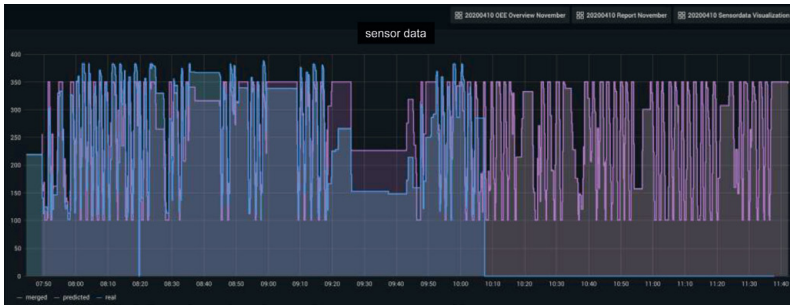 20200410 OEE Overview November
20200410 Report November
20200410 Sensordata Visualization
sensor data
400
350
300
250
200
150
100
50
0
07:50 08:00 08:10 08:20 08:30 08:40 08:50 09:00 09:10 09:20 09:30 09:40 09:50 10:00 10:10 10:20 10:30 10:40 10:50 11:00 11:10 11:20 11:30 11:40
merged predicted real